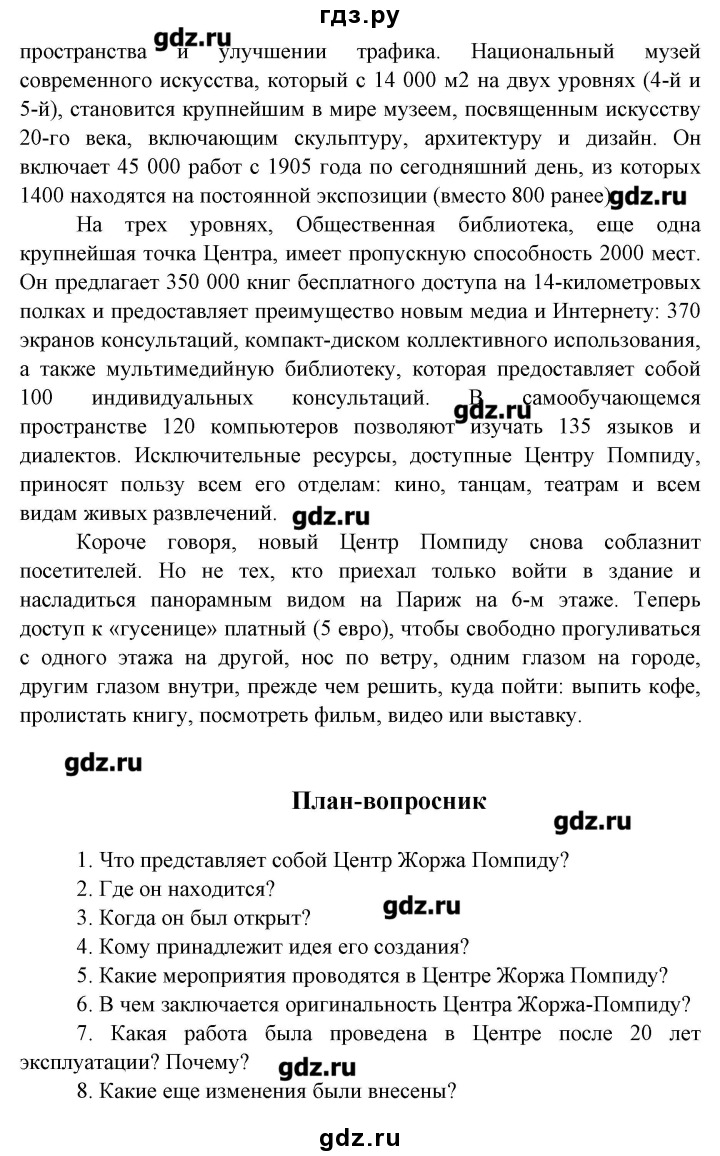 гдз.ру
пространства и улучшении трафика. Национальный музей
gdz.ru
современного искусства, который с 14 000 м2 на двух уровнях (4-й и
5-й), становится крупнейшим в мире музеем, посвященным искусству
20-го века, включающим скульптуру, архитектуру и дизайн. Он
включает 45 000 работ с 1905 года по сегодняшний день, из которых
1400 находятся на постоянной экспозиции (вместо 800 ранее)
gdz.ru
На трех уровнях, Общественная библиотека, еще одна
крупнейшая точка Центра, имеет пропускную способность 2000 мест.
Он предлагает 350 000 книг бесплатного доступа на 14-километровых
полках и предоставляет преимущество новым медиа и Интернету: 370
экранов консультаций, компакт-диском коллективного использования,
а также мультимедийную библиотеку, которая предоставляет собой
100 индивидуальных консультаций. В самообучающемся
gdz.ru
пространстве 120 компьютеров позволяют изучать 135 языков и
диалектов. Исключительные ресурсы, доступные Центру Помпиду,
приносят пользу всем его отделам: кино, танцам, театрам и всем
видам живых развлечений.
gdz.ru
Короче говоря, новый Центр Помпиду снова соблазнит
посетителей. Но не тех, кто приехал только войти в здание и
насладиться панорамным видом на Париж на 6-м этаже. Теперь
доступ к «гусенице» платный (5 евро), чтобы свободно прогуливаться
с одного этажа на другой, нос по ветру, одним глазом на городе,
другим глазом внутри, прежде чем решить, куда пойти: выпить кофе,
пролистать книгу, посмотреть фильм, видео или выставку.
gdz.ru
План-вопросник
gdz.ru
1. Что представляет собой Центр Жоржа Помпиду?
2. Где он находится?
gdz.ru
3. Когда он был открыт?
4. Кому принадлежит идея его создания?
5. Какие мероприятия проводятся в Центре Жоржа Помпиду?
6. В чем заключается оригинальность Центра Жоржа-Помпиду?
7. Какая работа была проведена в Центре после 20 лет
эксплуатации? Почему?
gdz.ru
8. Какие еще изменения были внесены?
gdz.ru